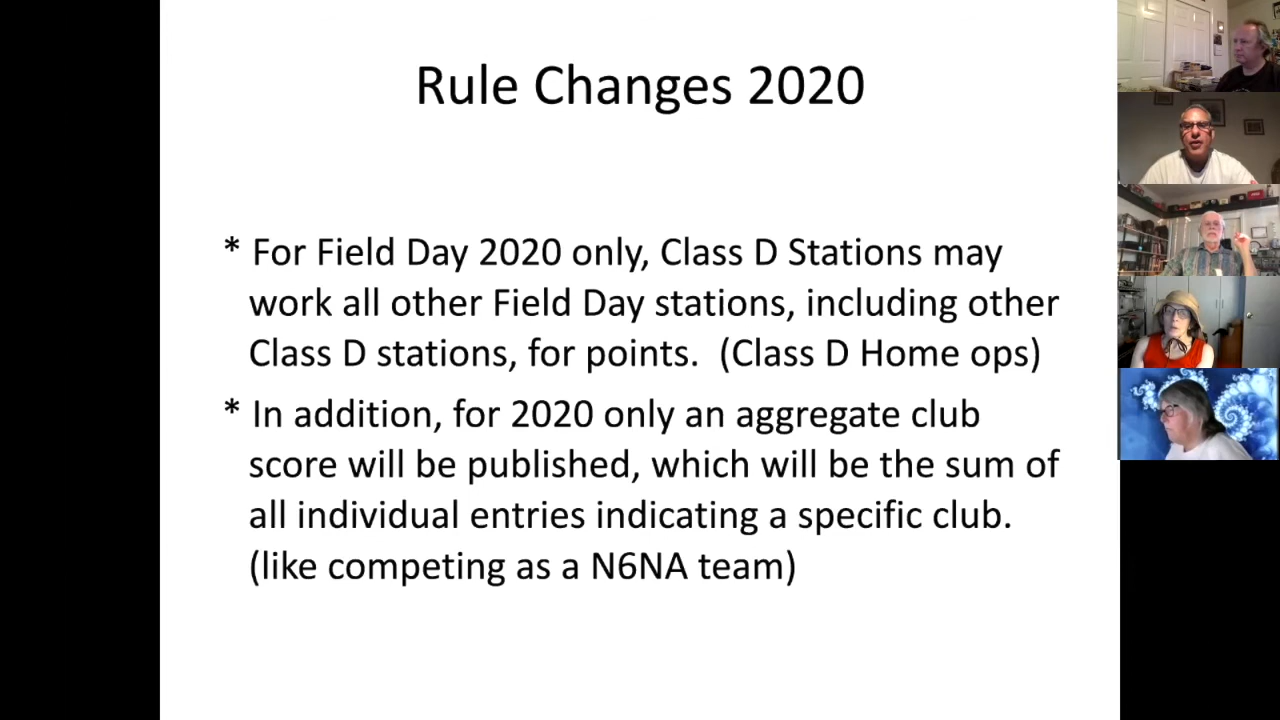 Rule Changes 2020
* For Field Day 2020 only, Class D Stations may
work all other Field Day stations, including other
Class D stations, for points.  (Class D Home ops)
* In addition, for 2020 only an aggregate club
score will be published, which will be the sum of
all individual entries indicating a specific club.
(like competing as a N6NA team)